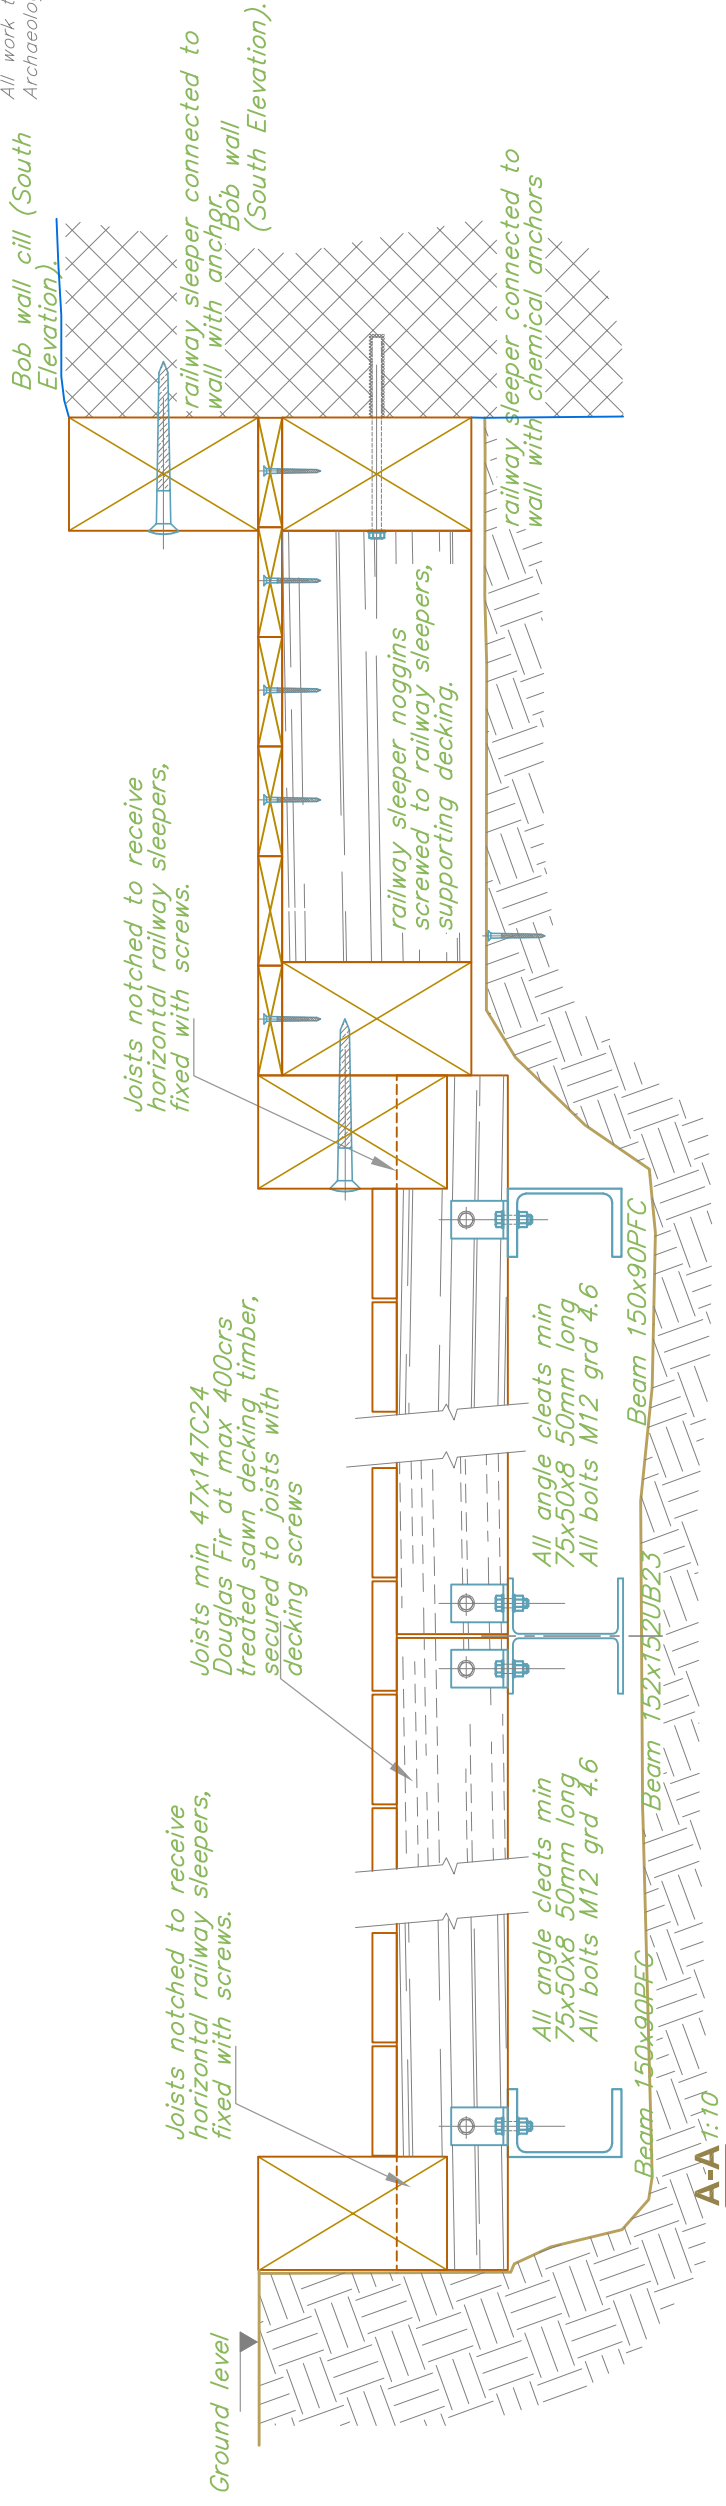 All work t
Archaeolo
Bob wall cill (South
Elevation).
railway sleeper connected to
wall with anchor.
Bob wall
(South Elevation).
railway sleeper connected to
wall with chemical anchors
railway sleeper noggins
screwed to railway sleepers,
supporting decking.
Joists notched to receive
horizontal railway sleepers,
fixed with screws.
Joists min 47x147C24
Douglas Fir at max 400crs
treated sawn decking timber,
secured to joists with
decking screws
All angle cleats min
75x50x8 50mm long
All bolts M12 grd 4.6
Beam 150x90PFC
Beam 152x152UB23
Joists notched to receive
horizontal railway sleepers,
fixed with screws.
All angle cleats min
75x50x8 50mm long
All bolts M12 grd 4.6
Beam 150x90PFC
Ground level
A-A 1:10